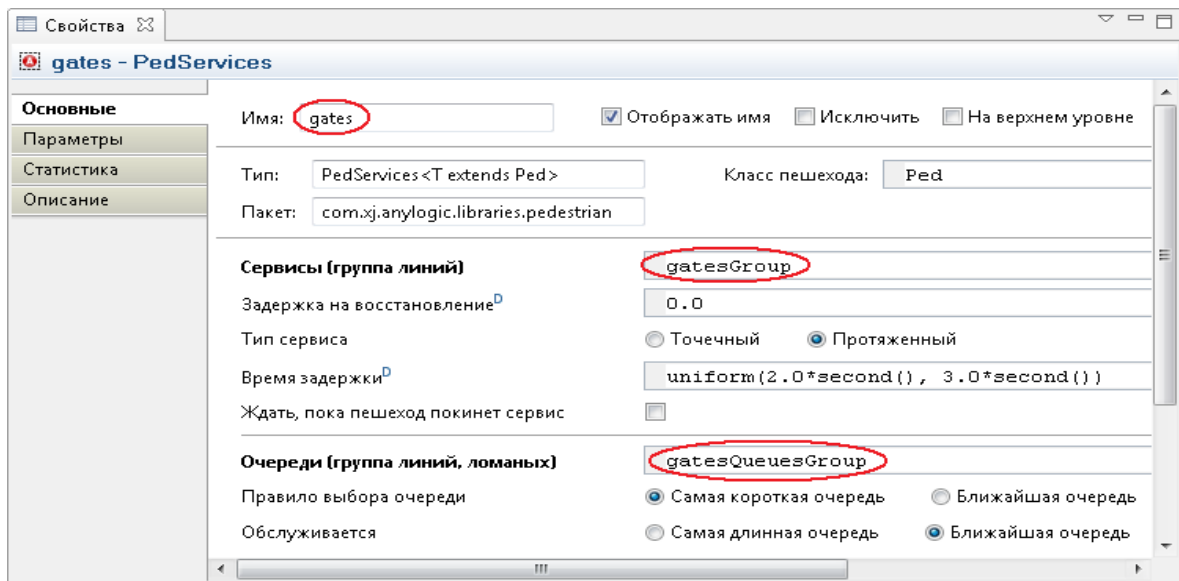 Свойства
gates - PedServices
Основные
Параметры
Статистика
Описание
Имя: gates Отображать имя Исключить На верхнем уровне
Тип: PedServices<T extends Ped> Класс пешехода: Ped
Пакет: com.xj.anylogic.libraries.pedestrian
Сервисы (группа линий) gatesGroup
Задержка на восстановлениеD 0.0
Тип сервиса Точечный Протяженный
Время задержкиD uniform(2.0*second(), 3.0*second())
Ждать, пока пешеход покинет сервис
Очереди (группа линий, ломаных) gatesQueuesGroup
Правило выбора очереди Самая короткая очередь Ближайшая очередь
Обслуживается Самая длинная очередь Ближайшая очередь